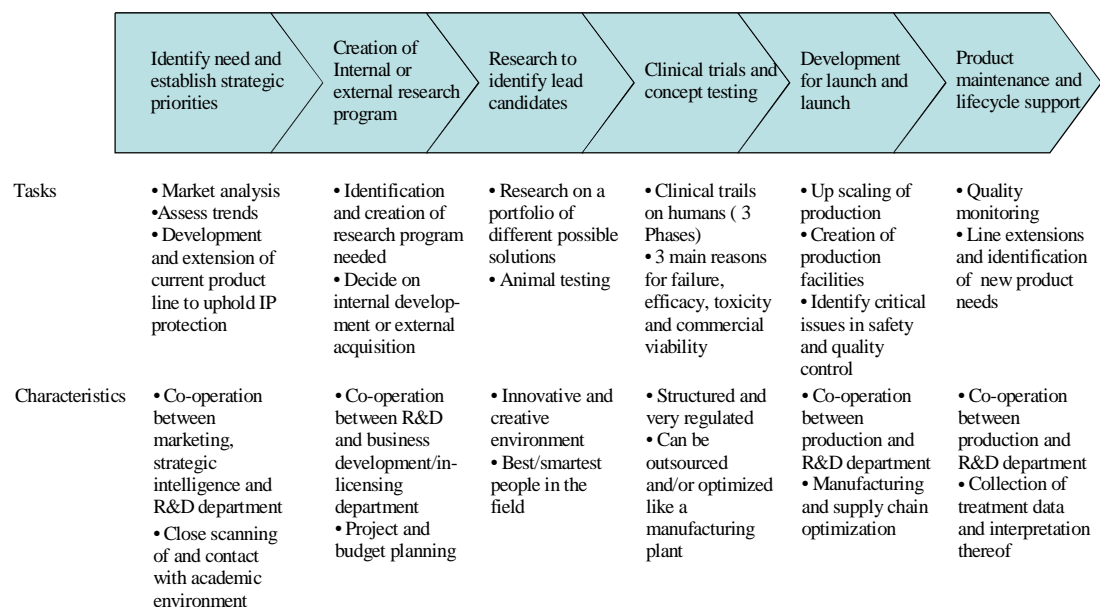 Identify need and
establish strategic
priorities
Creation of
Internal or
external research
program
Research to
identify lead
candidates
Clinical trials and
concept testing
Development
for launch and
launch
Product
maintenance and
lifecycle support
Tasks
• Market analysis
•Assess trends
• Development
and extension of
current product
line to uphold IP
protection
• Identification
and creation of
research program
needed
• Decide on
internal develop-
ment or external
acquisition
• Research on a
portfolio of
different possible
solutions
• Animal testing
• Clinical trails
on humans ( 3
Phases)
• 3 main reasons
for failure,
efficacy, toxicity
and commercial
viability
• Up scaling of
production
• Creation of
production
facilities
• Identify critical
issues in safety
and quality
control
• Quality
monitoring
• Line extensions
and identification
of new product
needs
Characteristics
• Co-operation
between
marketing,
strategic
intelligence and
R&D department
• Close scanning
of and contact
with academic
environment
• Co-operation
between R&D
and business
development/in-
licensing
department
• Project and
budget planning
• Innovative and
creative
environment
• Best/smartest
people in the
field
• Structured and
very regulated
• Can be
outsourced
and/or optimized
like a
manufacturing
plant
• Co-operation
between
production and
R&D department
• Manufacturing
and supply chain
optimization
• Co-operation
between
production and
R&D department
• Collection of
treatment data
and interpretation
thereof